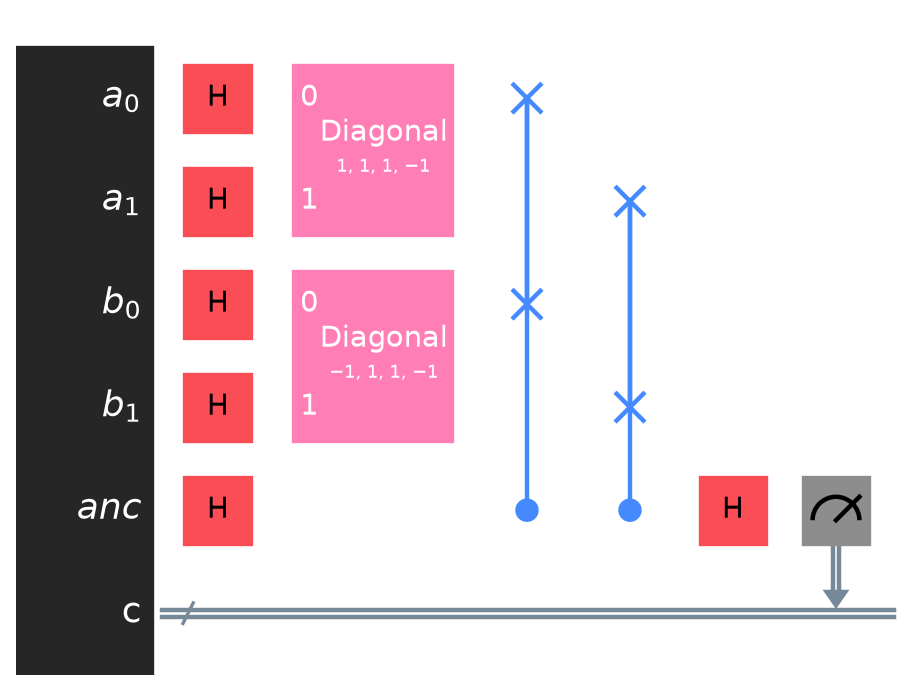 a₀ H 0 Diagonal
1, 1, 1, −1
a₁ H 1
b₀ H 0 Diagonal
−1, 1, 1, −1
b₁ H 1
anc H H
c